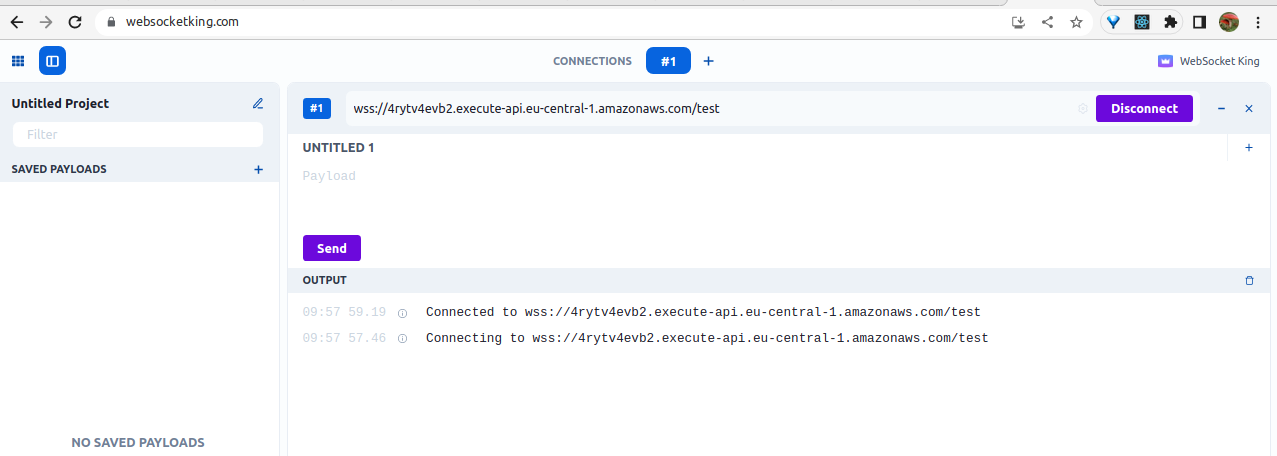 websocketking.com
CONNECTIONS #1 + WebSocket King
Untitled Project
Filter
SAVED PAYLOADS +
NO SAVED PAYLOADS
#1 wss://4rytv4evb2.execute-api.eu-central-1.amazonaws.com/test Disconnect
UNTITLED 1 +
Payload
Send
OUTPUT
09:57 59.19 Connected to wss://4rytv4evb2.execute-api.eu-central-1.amazonaws.com/test
09:57 57.46 Connecting to wss://4rytv4evb2.execute-api.eu-central-1.amazonaws.com/test